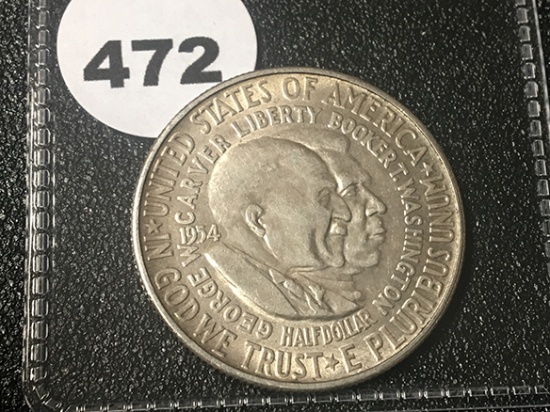 472
UNITED STATES OF AMERICA
E PLURIBUS UNUM
IN GOD WE TRUST
GEORGE W. CARVER LIBERTY BOOKER T. WASHINGTON
HALF DOLLAR
1954